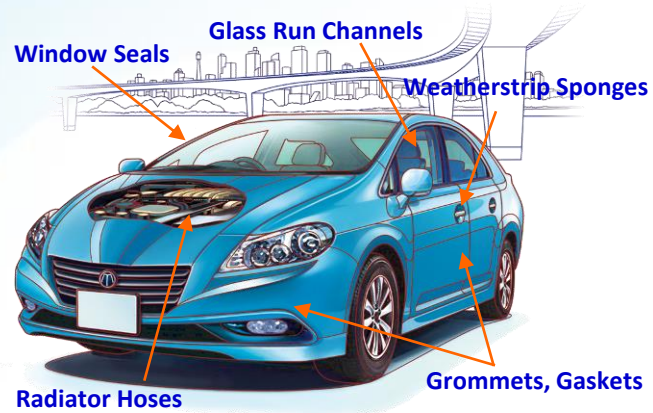 Glass Run Channels
Window Seals
Weatherstrip Sponges
Grommets, Gaskets
Radiator Hoses